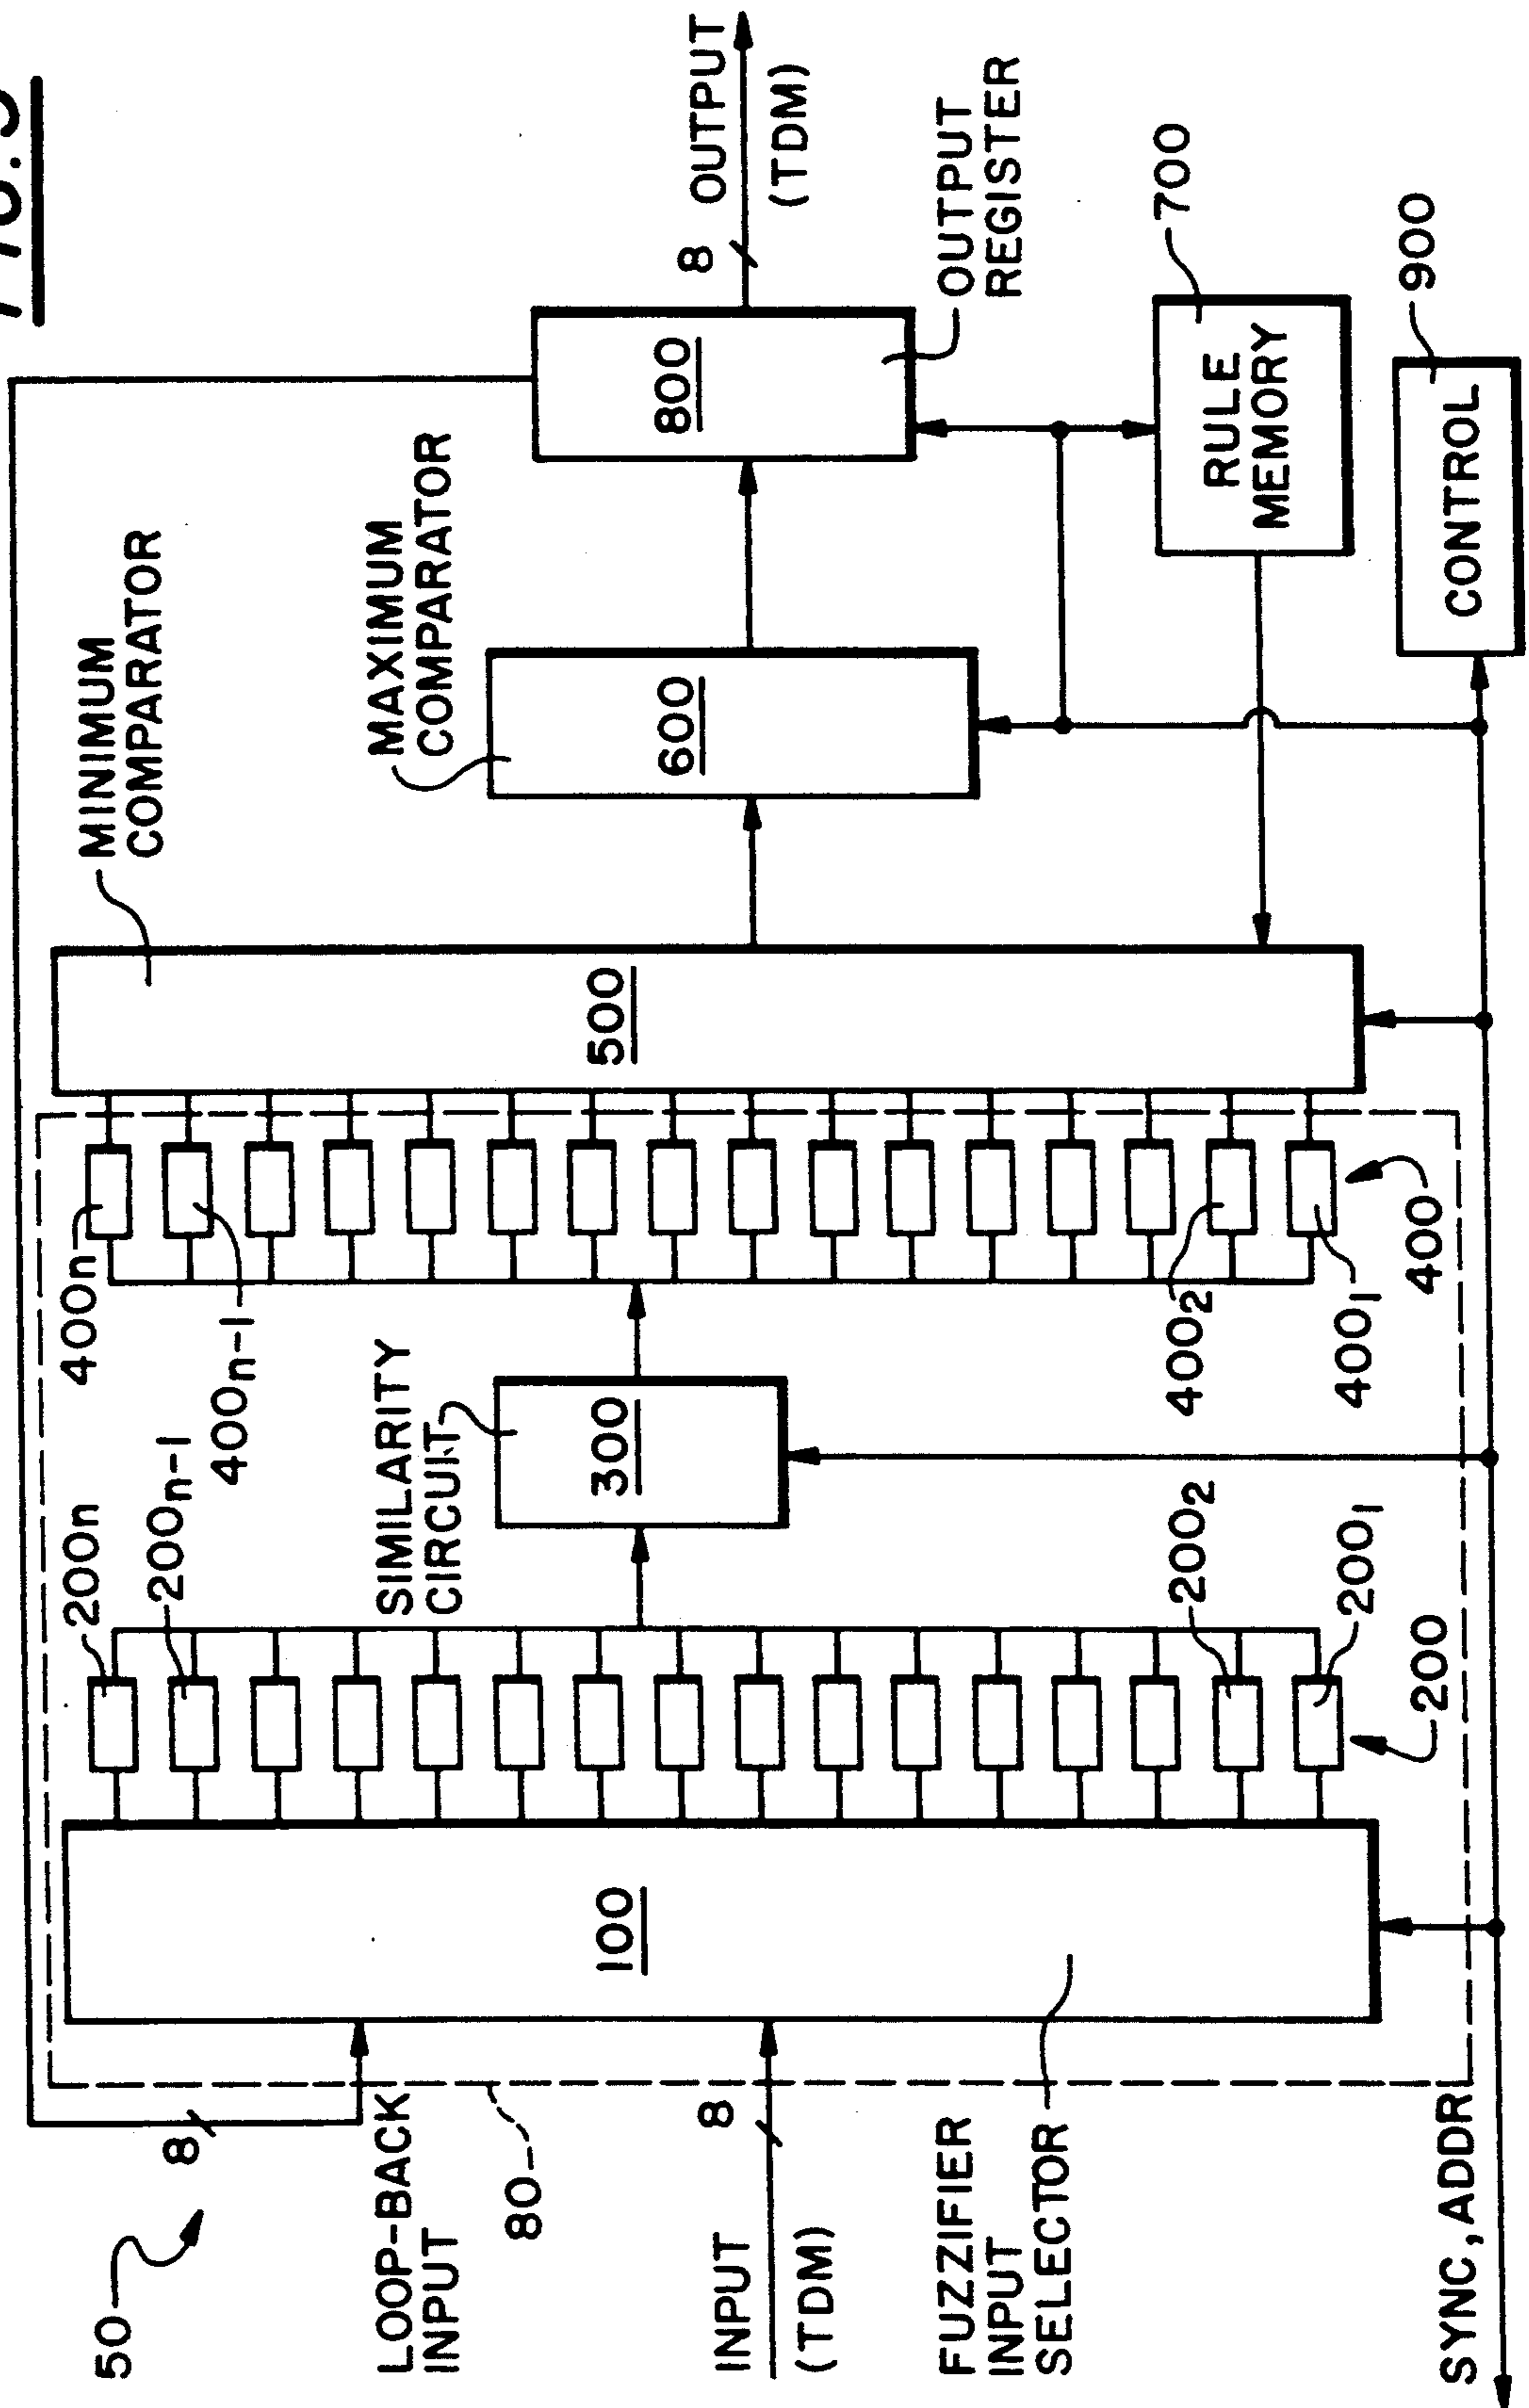 FIG. 3
MINIMUM
COMPARATOR
MAXIMUM
COMPARATOR
8
OUTPUT
(TDM)
OUTPUT
REGISTER
700
900
50
8
LOOP-BACK
INPUT
80
8
INPUT
(TDM)
FUZZIFIER
INPUT
SELECTOR
SYNC, ADDR
100
200n
200n-1
2002
2001
200
SIMILARITY
CIRCUIT
300
400n
400n-1
4002
4001
400
500
600
800
RULE
MEMORY
CONTROL